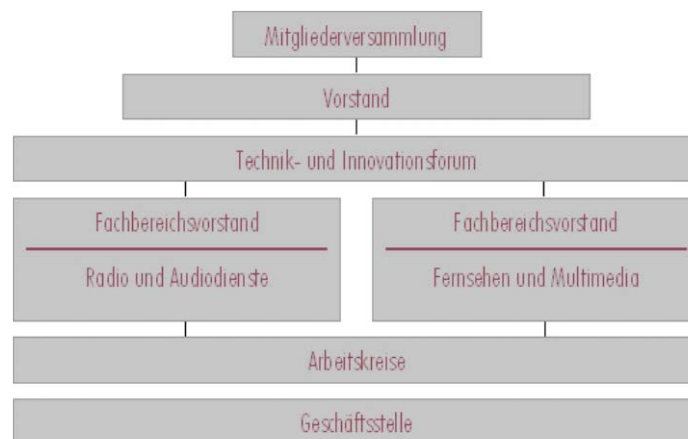 Mitgliederversammlung
Vorstand
Technik- und Innovationsforum
Fachbereichsvorstand
Radio und Audiodienste
Fachbereichsvorstand
Fernsehen und Multimedia
Arbeitskreise
Geschäftsstelle